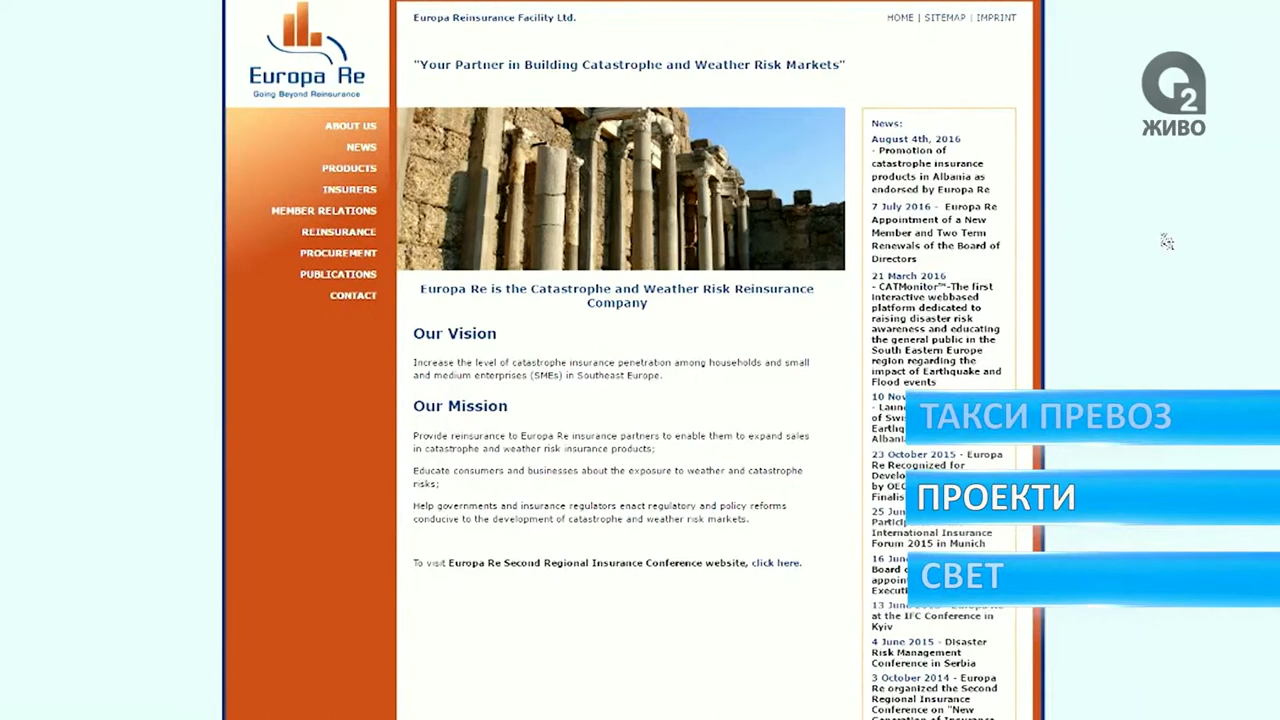 Europa Re
Going Beyond Reinsurance
Europa Reinsurance Facility Ltd.
HOME | SITEMAP | IMPRINT
"Your Partner in Building Catastrophe and Weather Risk Markets"
2
ЖИВО
ABOUT US
NEWS
PRODUCTS
INSURERS
MEMBER RELATIONS
REINSURANCE
PROCUREMENT
PUBLICATIONS
CONTACT
Europa Re is the Catastrophe and Weather Risk Reinsurance
Company
Our Vision
Increase the level of catastrophe insurance penetration among households and small
and medium enterprises (SMEs) in Southeast Europe.
Our Mission
Provide reinsurance to Europa Re insurance partners to enable them to expand sales
in catastrophe and weather risk insurance products;
Educate consumers and businesses about the exposure to weather and catastrophe
risks;
Help governments and insurance regulators enact regulatory and policy reforms
conducive to the development of catastrophe and weather risk markets.
To visit Europa Re Second Regional Insurance Conference website, click here.
News:
August 4th, 2016
- Promotion of
catastrophe insurance
products in Albania as
endorsed by Europa Re
7 July 2016 - Europa Re
Appointment of a New
Member and Two Term
Renewals of the Board of
Directors
21 March 2016
- CATMonitor™-The first
interactive webbased
platform dedicated to
raising disaster risk
awareness and educating
the general public in the
South Eastern Europe
region regarding the
impact of Earthquake and
Flood events
10
23 October 2015 - Europa
Re Recognized for
25
International Insurance
Forum 2015 in Munich
16
13
at the IFC Conference in
Kyiv
4 June 2015 - Disaster
Risk Management
Conference in Serbia
3 October 2014 - Europa
Re organized the Second
Regional Insurance
Conference on "New
ТАКСИ ПРЕВОЗ
ПРОЕКТИ
СВЕТ